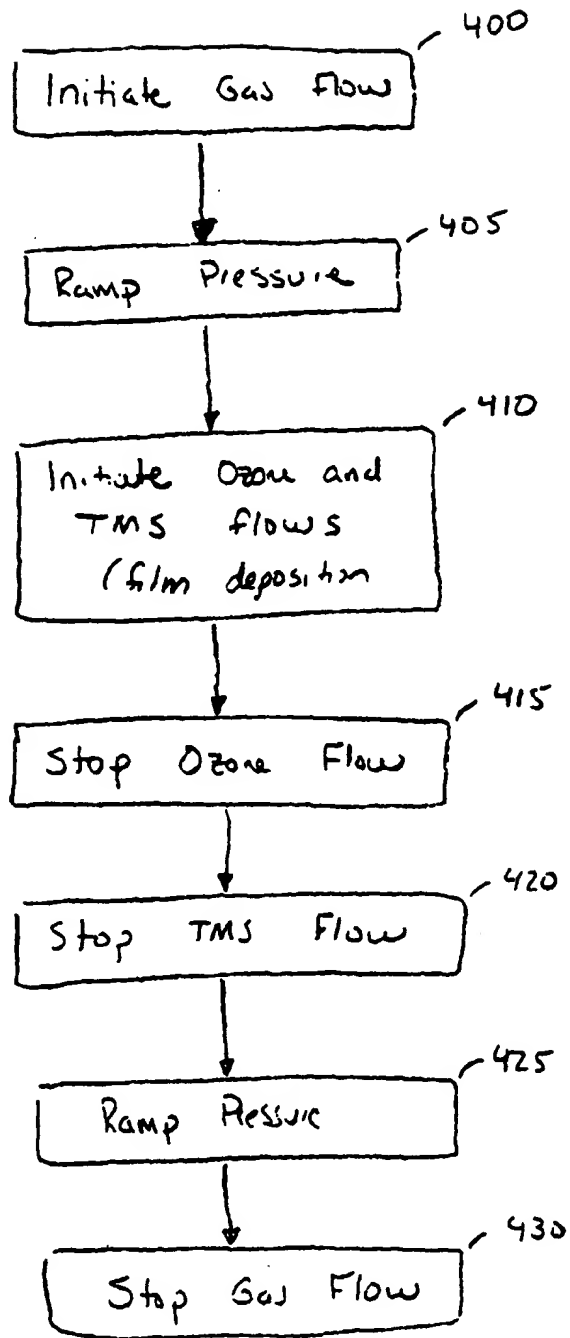 400
Initiate Gas Flow
405
Ramp Pressure
410
Initiate Ozone and
TMS flows
(film deposition
415
Stop Ozone Flow
420
Stop TMS Flow
425
Ramp Pressure
430
Stop Gas Flow